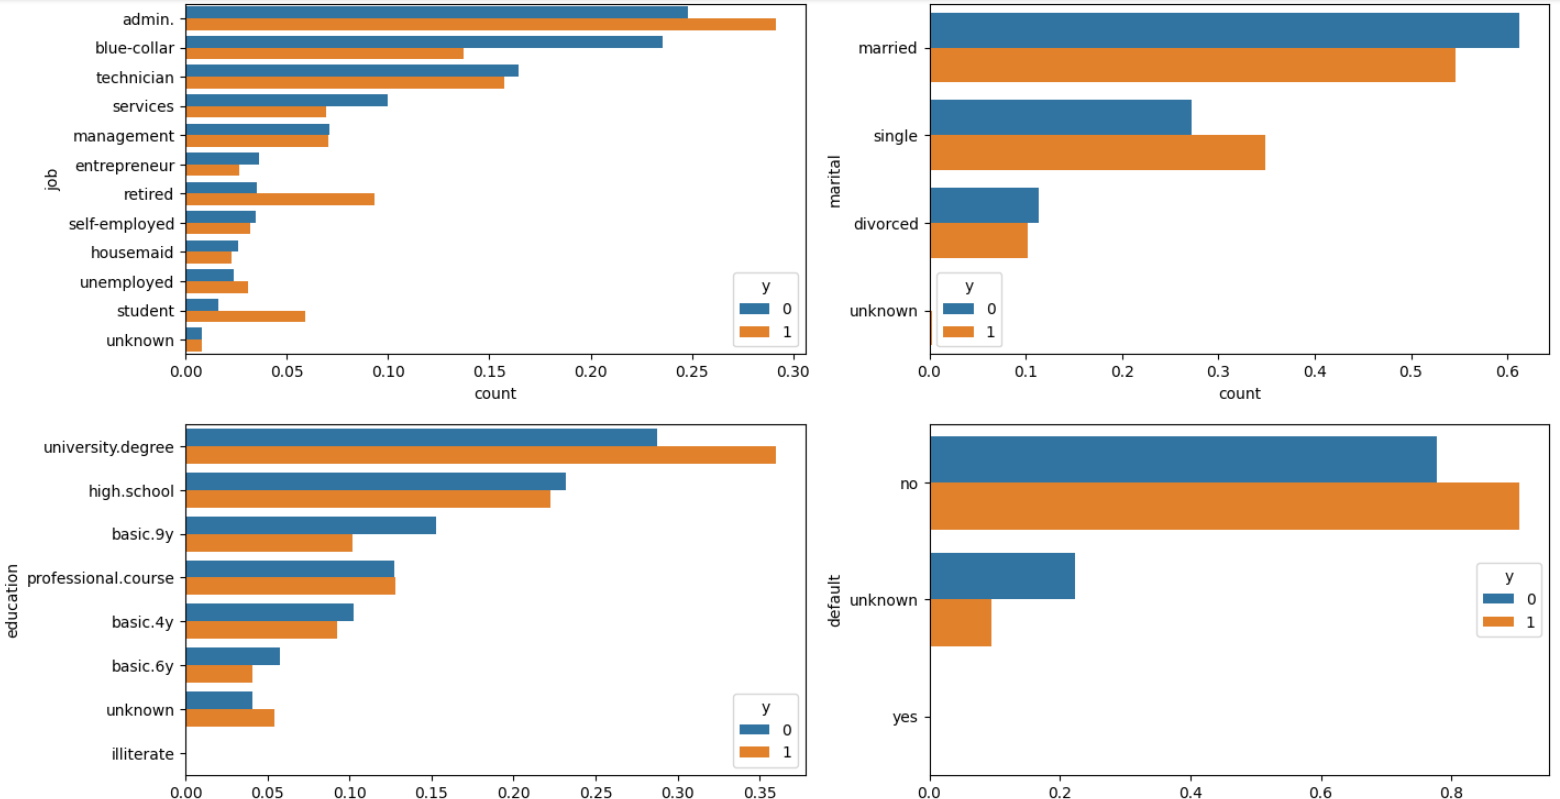 admin.
blue-collar
technician
services
management
entrepreneur
retired
self-employed
housemaid
unemployed
student
unknown
job
y
0
1
0.00 0.05 0.10 0.15 0.20 0.25 0.30
count
married
single
divorced
unknown
marital
y
0
1
0.0 0.1 0.2 0.3 0.4 0.5 0.6
count
university.degree
high.school
basic.9y
professional.course
basic.4y
basic.6y
unknown
illiterate
education
y
0
1
0.00 0.05 0.10 0.15 0.20 0.25 0.30 0.35
no
unknown
yes
default
y
0
1
0.0 0.2 0.4 0.6 0.8